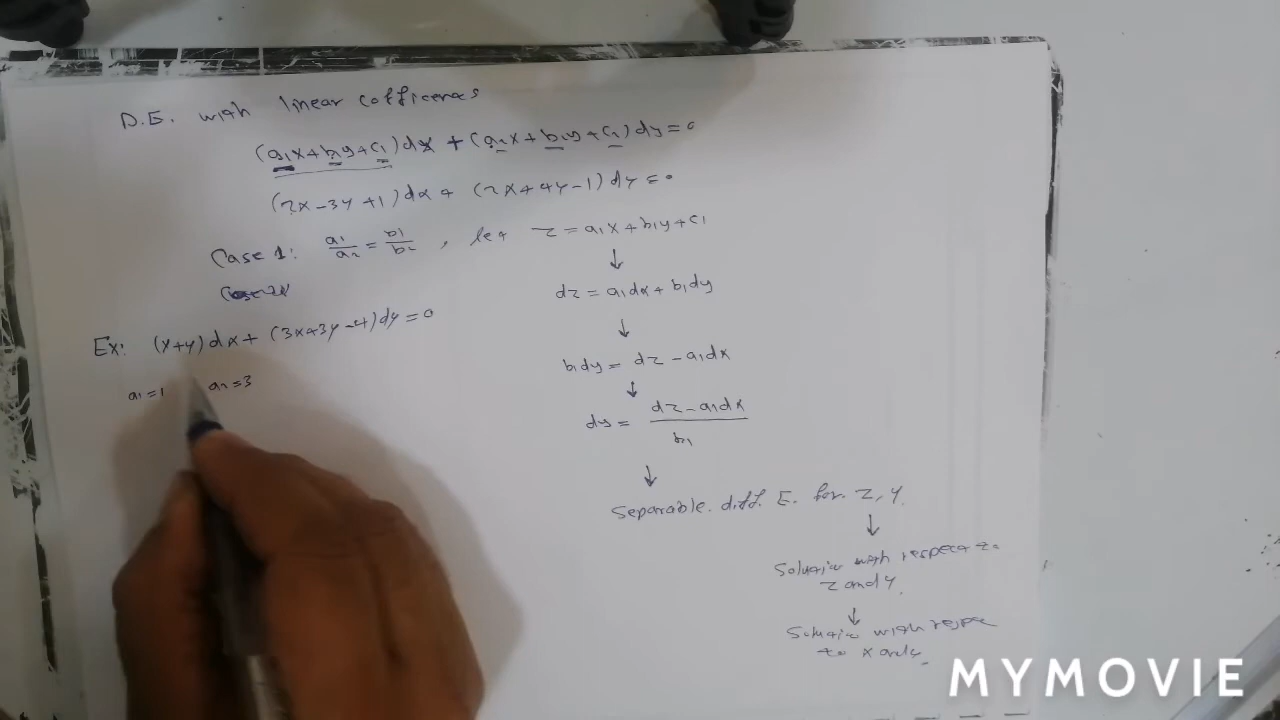 D.E. with linear cofficents
(a₁x+b₁y+c₁)dx + (a₂x+b₂y+c₂)dy=0
(2x-3y+1)dx + (2x+4y-1)dy=0
Case 1: a₁/a₂ = b₁/b₂ , let z=a₁x+b₁y+c₁
↓
dz=a₁dx+b₁dy
↓
Ex: (x+y)dx+(3x+3y-4)dy=0
b₁dy= dz-a₁dx
a₁=1 a₂=3
↓
dy= dz-a₁dx / b₁
↓
Separable. diff. E. for. z, y.
↓
Solution with respect to
z and y.
↓
Solution with
to x and y.
MYMOVIE